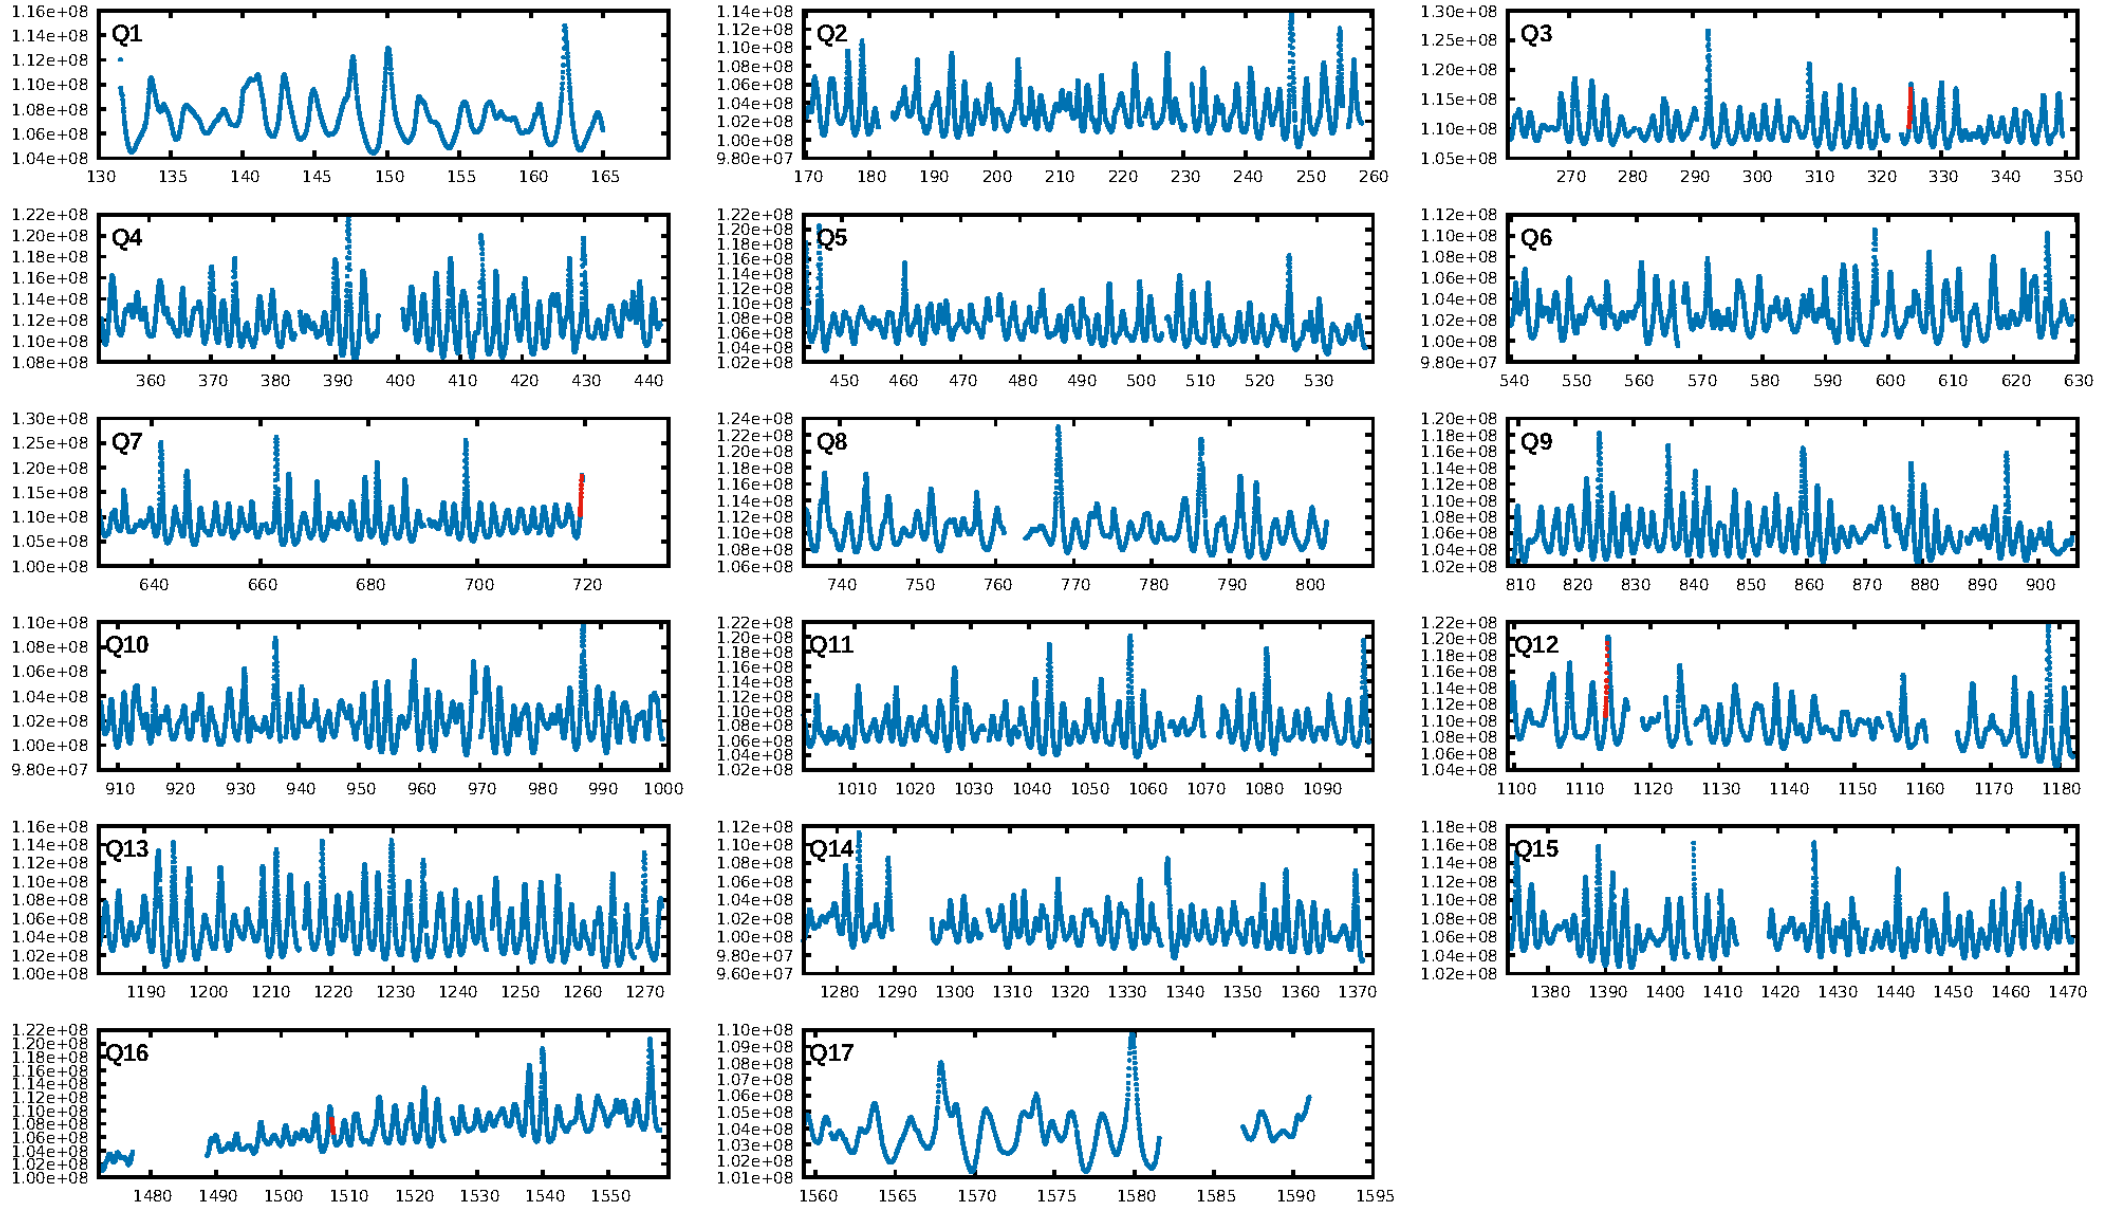 1.16e+08 1.14e+08 1.12e+08 1.10e+08 1.08e+08 1.06e+08 1.04e+08
Q1
130 135 140 145 150 155 160 165
1.14e+08 1.12e+08 1.10e+08 1.08e+08 1.06e+08 1.04e+08 1.02e+08 1.00e+08 9.80e+07
Q2
170 180 190 200 210 220 230 240 250 260
1.30e+08 1.25e+08 1.20e+08 1.15e+08 1.10e+08 1.05e+08
Q3
270 280 290 300 310 320 330 340 350
1.22e+08 1.20e+08 1.18e+08 1.16e+08 1.14e+08 1.12e+08 1.10e+08 1.08e+08
Q4
360 370 380 390 400 410 420 430 440
1.22e+08 1.20e+08 1.18e+08 1.16e+08 1.14e+08 1.12e+08 1.10e+08 1.08e+08 1.06e+08 1.04e+08 1.02e+08
Q5
450 460 470 480 490 500 510 520 530
1.12e+08 1.10e+08 1.08e+08 1.06e+08 1.04e+08 1.02e+08 1.00e+08 9.80e+07
Q6
540 550 560 570 580 590 600 610 620 630
1.30e+08 1.25e+08 1.20e+08 1.15e+08 1.10e+08 1.05e+08 1.00e+08
Q7
640 660 680 700 720
1.24e+08 1.22e+08 1.20e+08 1.18e+08 1.16e+08 1.14e+08 1.12e+08 1.10e+08 1.08e+08 1.06e+08
Q8
740 750 760 770 780 790 800
1.20e+08 1.18e+08 1.16e+08 1.14e+08 1.12e+08 1.10e+08 1.08e+08 1.06e+08 1.04e+08 1.02e+08
Q9
810 820 830 840 850 860 870 880 890 900
1.10e+08 1.08e+08 1.06e+08 1.04e+08 1.02e+08 1.00e+08 9.80e+07
Q10
910 920 930 940 950 960 970 980 990 1000
1.22e+08 1.20e+08 1.18e+08 1.16e+08 1.14e+08 1.12e+08 1.10e+08 1.08e+08 1.06e+08 1.04e+08 1.02e+08
Q11
1010 1020 1030 1040 1050 1060 1070 1080 1090
1.22e+08 1.20e+08 1.18e+08 1.16e+08 1.14e+08 1.12e+08 1.10e+08 1.08e+08 1.06e+08 1.04e+08
Q12
1100 1110 1120 1130 1140 1150 1160 1170 1180
1.16e+08 1.14e+08 1.12e+08 1.10e+08 1.08e+08 1.06e+08 1.04e+08 1.02e+08 1.00e+08
Q13
1190 1200 1210 1220 1230 1240 1250 1260 1270
1.12e+08 1.10e+08 1.08e+08 1.06e+08 1.04e+08 1.02e+08 1.00e+08 9.80e+07 9.60e+07
Q14
1280 1290 1300 1310 1320 1330 1340 1350 1360 1370
1.18e+08 1.16e+08 1.14e+08 1.12e+08 1.10e+08 1.08e+08 1.06e+08 1.04e+08 1.02e+08
Q15
1380 1390 1400 1410 1420 1430 1440 1450 1460 1470
1.22e+08 1.20e+08 1.18e+08 1.16e+08 1.14e+08 1.12e+08 1.10e+08 1.08e+08 1.06e+08 1.04e+08 1.02e+08 1.00e+08
Q16
1480 1490 1500 1510 1520 1530 1540 1550
1.10e+08 1.09e+08 1.08e+08 1.07e+08 1.06e+08 1.05e+08 1.04e+08 1.03e+08 1.02e+08 1.01e+08
Q17
1560 1565 1570 1575 1580 1585 1590 1595